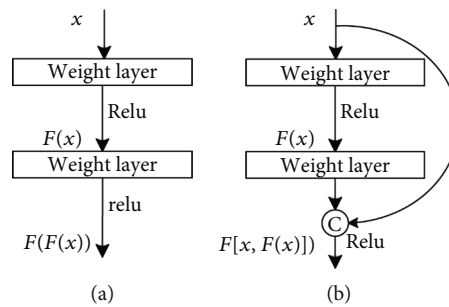 x
Weight layer
Relu
F(x)
Weight layer
relu
F(F(x))
(a)
x
Weight layer
Relu
F(x)
Weight layer
C
Relu
F[x, F(x)])
(b)